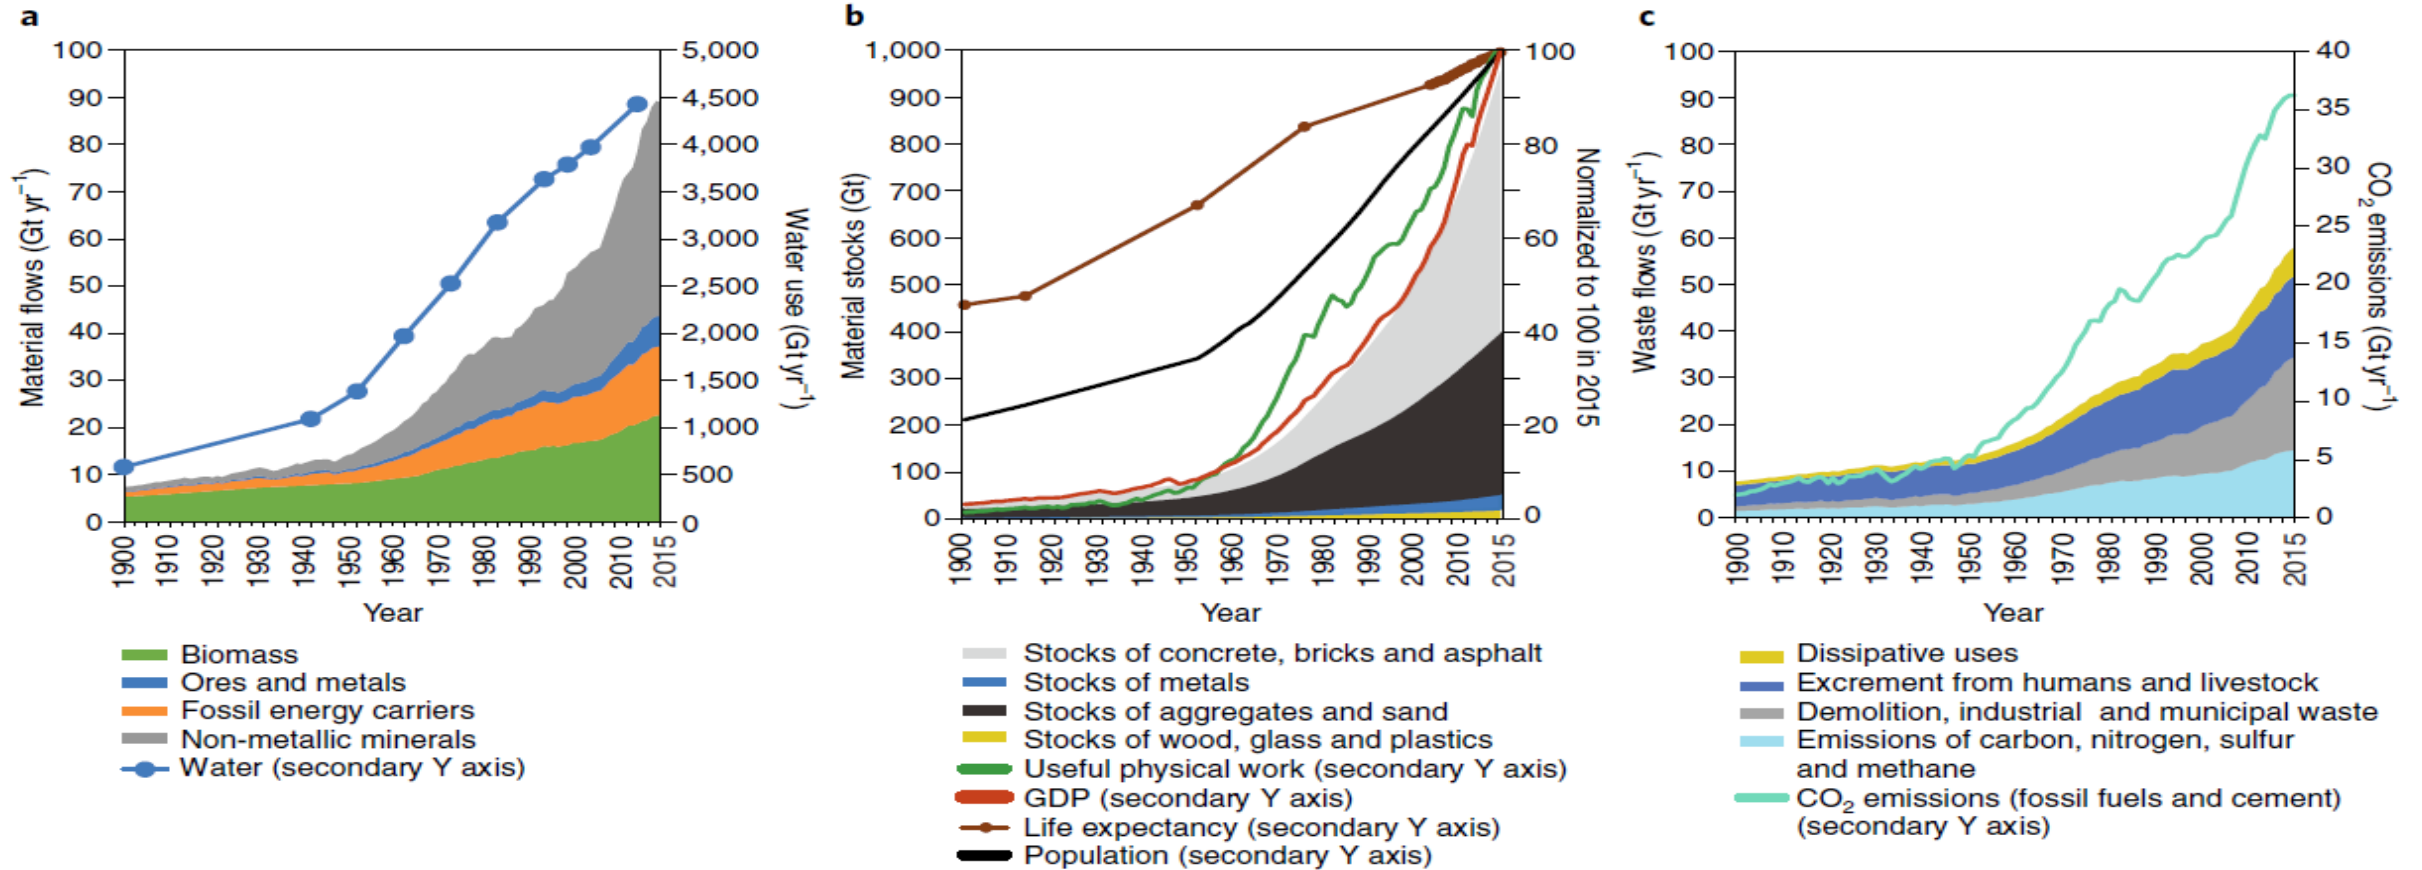 a
100
90
80
70
60
50
40
30
20
10
0
Material flows (Gt yr⁻¹)
5,000
4,500
4,000
3,500
3,000
2,500
2,000
1,500
1,000
500
0
Water use (Gt yr⁻¹)
1900 1910 1920 1930 1940 1950 1960 1970 1980 1990 2000 2010 2015
Year
Biomass
Ores and metals
Fossil energy carriers
Non-metallic minerals
Water (secondary Y axis)
b
1,000
900
800
700
600
500
400
300
200
100
0
Material stocks (Gt)
100
80
60
40
20
0
Normalized to 100 in 2015
1900 1910 1920 1930 1940 1950 1960 1970 1980 1990 2000 2010 2015
Year
Stocks of concrete, bricks and asphalt
Stocks of metals
Stocks of aggregates and sand
Stocks of wood, glass and plastics
Useful physical work (secondary Y axis)
GDP (secondary Y axis)
Life expectancy (secondary Y axis)
Population (secondary Y axis)
c
100
90
80
70
60
50
40
30
20
10
0
Waste flows (Gt yr⁻¹)
40
35
30
25
20
15
10
5
0
CO₂ emissions (Gt yr⁻¹)
1900 1910 1920 1930 1940 1950 1960 1970 1980 1990 2000 2010 2015
Year
Dissipative uses
Excrement from humans and livestock
Demolition, industrial and municipal waste
Emissions of carbon, nitrogen, sulfur
and methane
CO₂ emissions (fossil fuels and cement)
(secondary Y axis)